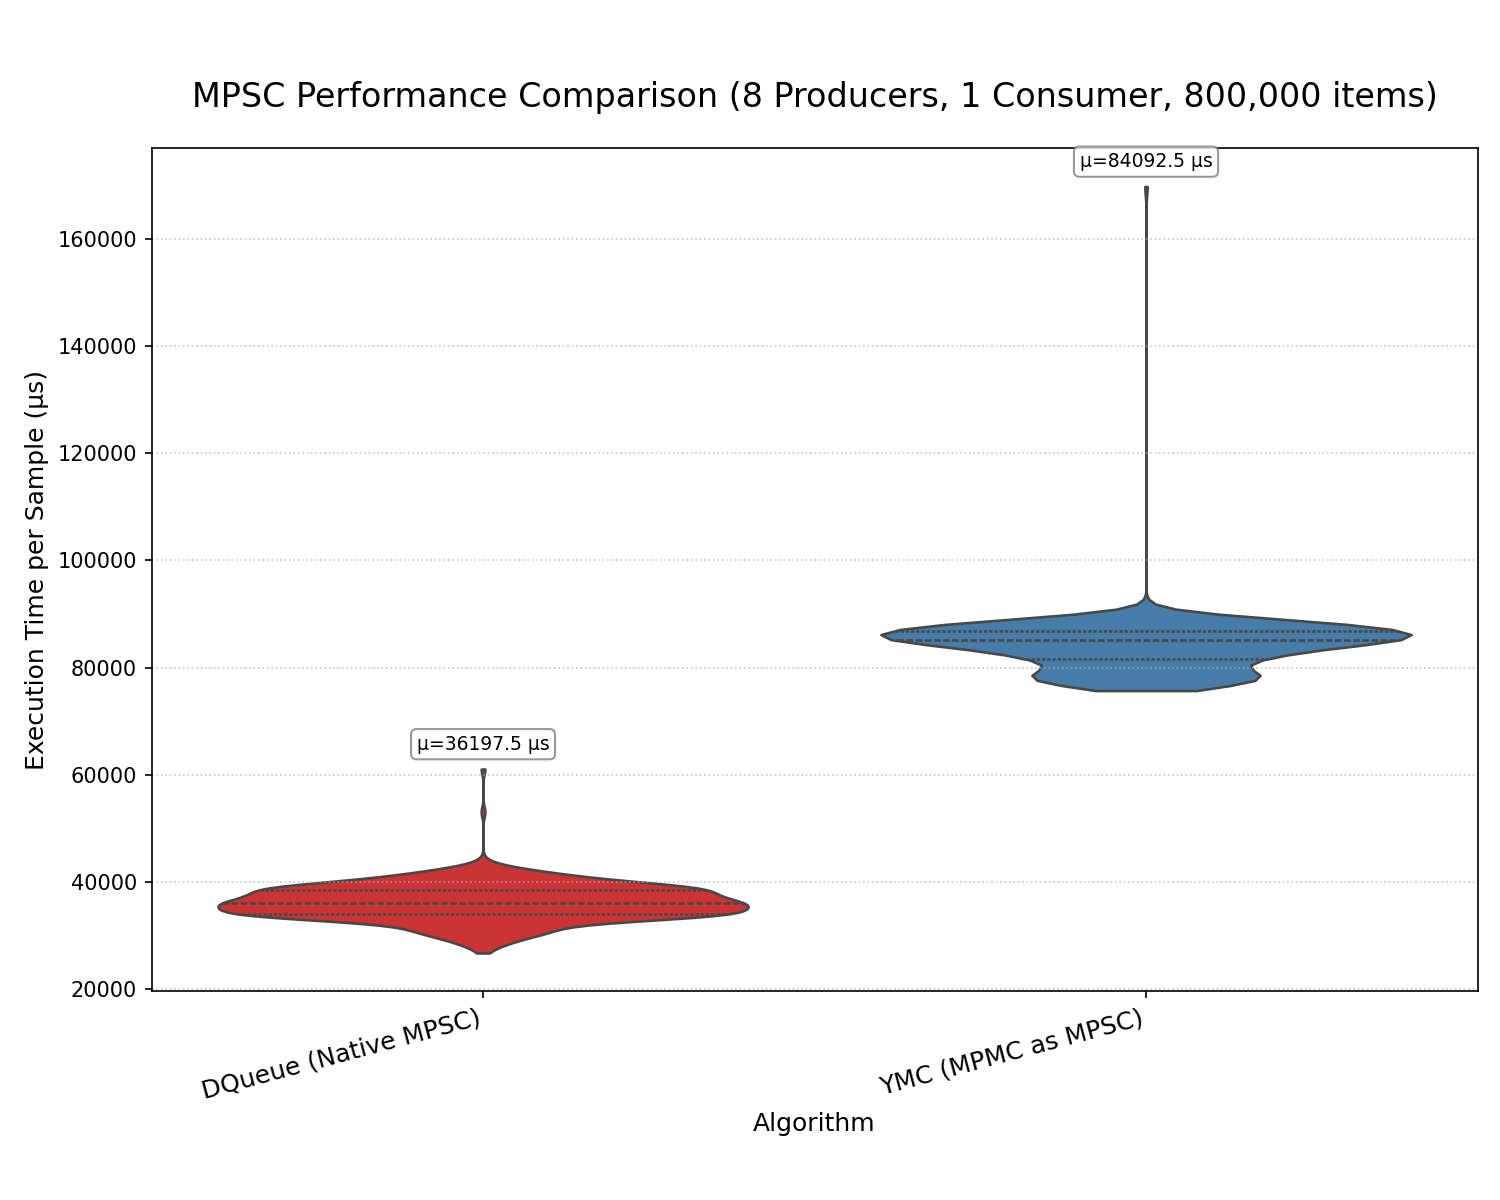 MPSC Performance Comparison (8 Producers, 1 Consumer, 800,000 items)
µ=84092.5 µs
160000
140000
120000
100000
80000
60000
40000
20000
Execution Time per Sample (µs)
µ=36197.5 µs
DQueue (Native MPSC)
YMC (MPMC as MPSC)
Algorithm